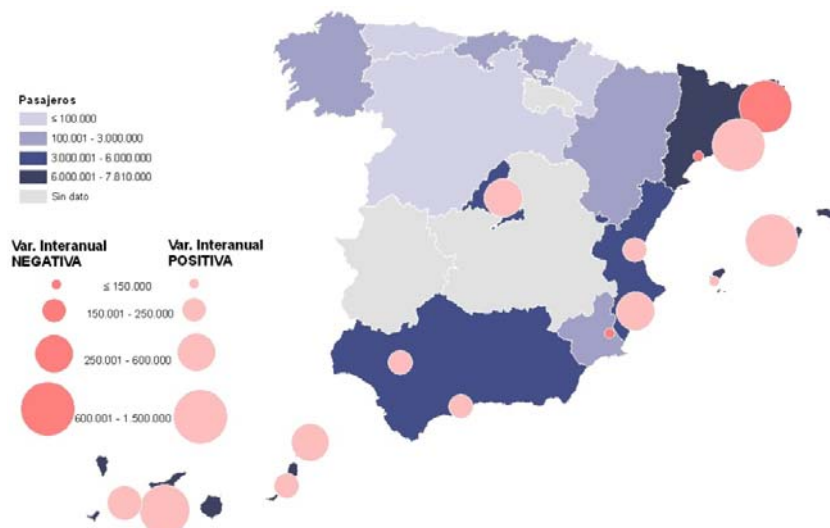 Pasajeros
≤ 100.000
100.001 - 3.000.000
3.000.001 - 6.000.000
6.000.001 - 7.810.000
Sin dato
Var. Interanual
NEGATIVA
Var. Interanual
POSITIVA
≤ 150.000
150.001 - 250.000
250.001 - 600.000
600.001 - 1.500.000